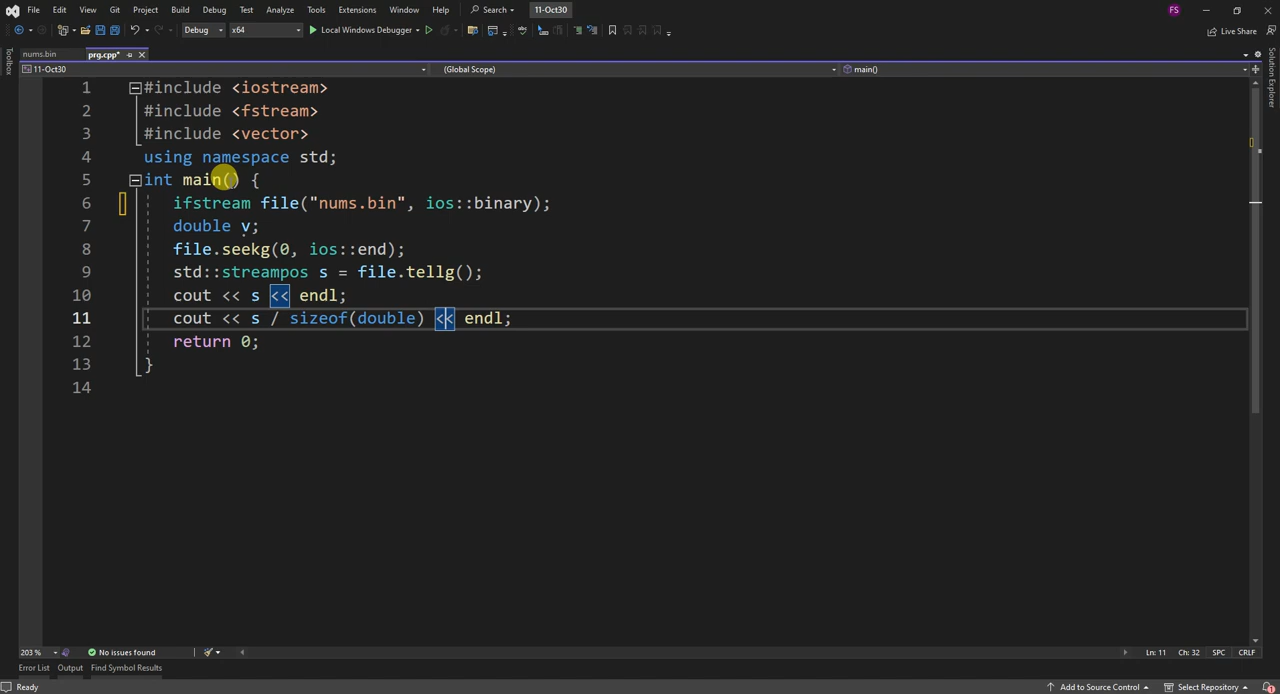 File Edit View Git Project Build Debug Test Analyze Tools Extensions Window Help Search 11-Oct30 FS
Debug x64 Local Windows Debugger Live Share
nums.bin prg.cpp*
Toolbox
Solution Explorer
11-Oct30 (Global Scope) main()
1 #include <iostream>
2 #include <fstream>
3 #include <vector>
4 using namespace std;
5 int main() {
6 ifstream file("nums.bin", ios::binary);
7 double v;
8 file.seekg(0, ios::end);
9 std::streampos s = file.tellg();
10 cout << s << endl;
11 cout << s / sizeof(double) << endl;
12 return 0;
13 }
14
203 % No issues found Ln: 11 Ch: 32 SPC CRLF
Error List Output Find Symbol Results
Ready Add to Source Control Select Repository